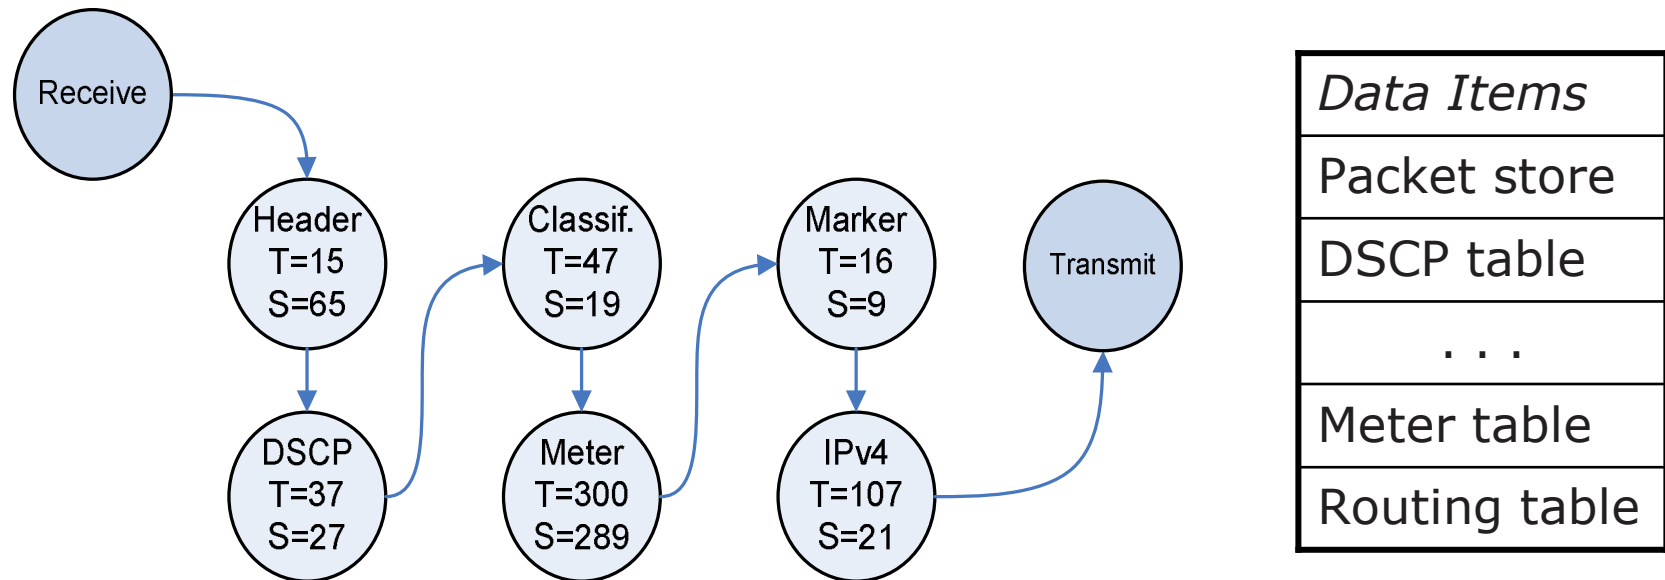 Receive
Header
T=15
S=65
DSCP
T=37
S=27
Classif.
T=47
S=19
Meter
T=300
S=289
Marker
T=16
S=9
IPv4
T=107
S=21
Transmit
Data Items
Packet store
DSCP table
. . .
Meter table
Routing table